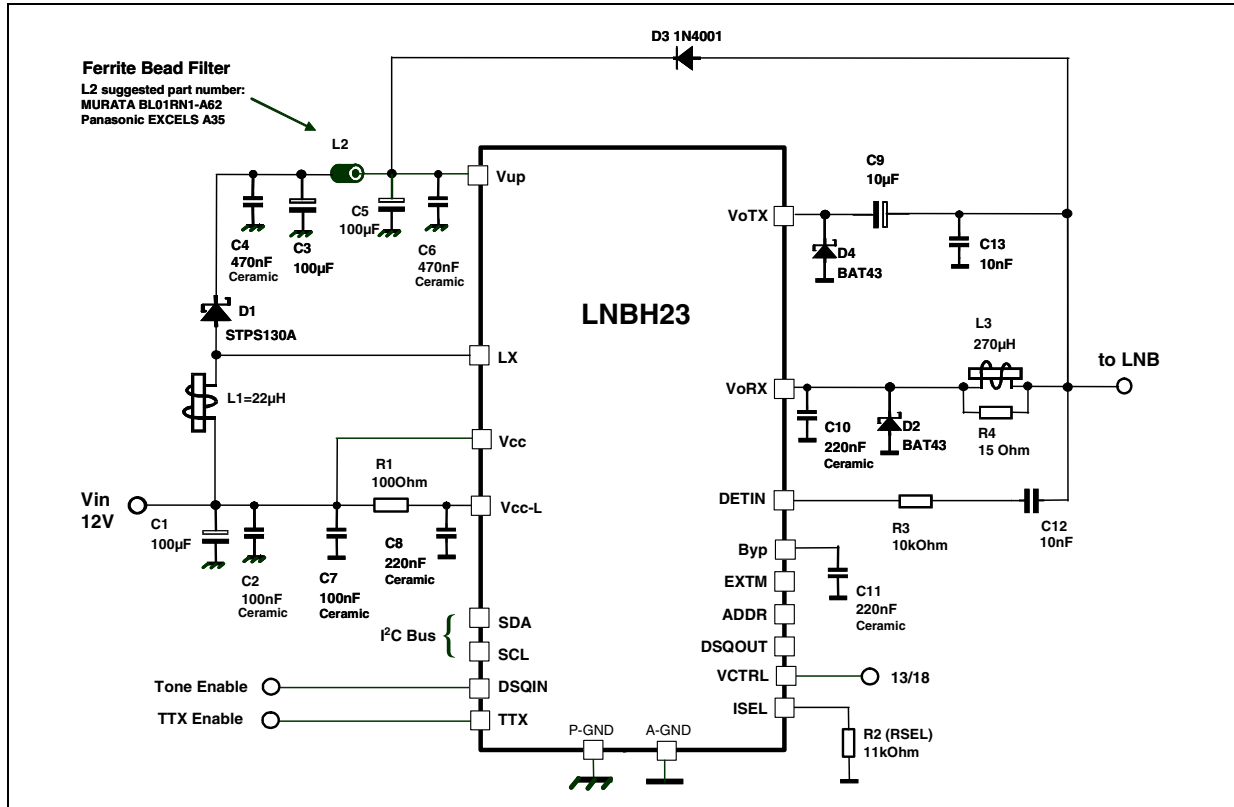 D3 1N4001
Ferrite Bead Filter
L2 suggested part number:
MURATA BL01RN1-A62
Panasonic EXCELS A35
L2
Vup
C4
470nF
Ceramic
C3
100µF
C5
100µF
C6
470nF
Ceramic
D1
STPS130A
LX
L1=22µH
Vcc
R1
100Ohm
Vin
12V
Vcc-L
C1
100µF
C2
100nF
Ceramic
C7
100nF
Ceramic
C8
220nF
Ceramic
I²C Bus
{
SDA
SCL
Tone Enable
DSQIN
TTX Enable
TTX
LNBH23
P-GND
A-GND
VoTX
C9
10µF
D4
BAT43
C13
10nF
L3
270µH
to LNB
VoRX
C10
220nF
Ceramic
D2
BAT43
R4
15 Ohm
DETIN
R3
10kOhm
C12
10nF
Byp
C11
220nF
Ceramic
EXTM
ADDR
DSQOUT
VCTRL
13/18
ISEL
R2 (RSEL)
11kOhm